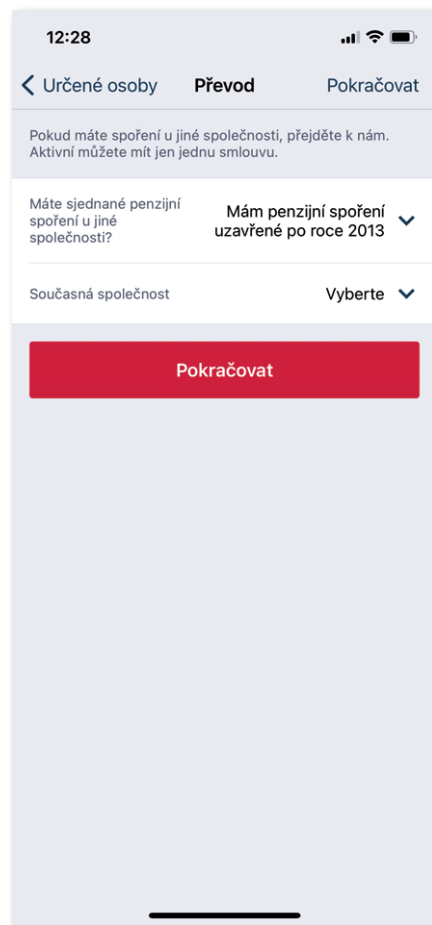 12:28
Určené osoby Převod Pokračovat
Pokud máte spoření u jiné společnosti, přejděte k nám.
Aktivní můžete mít jen jednu smlouvu.
Máte sjednané penzijní
spoření u jiné
společnosti?
Mám penzijní spoření
uzavřené po roce 2013
Současná společnost Vyberte
Pokračovat